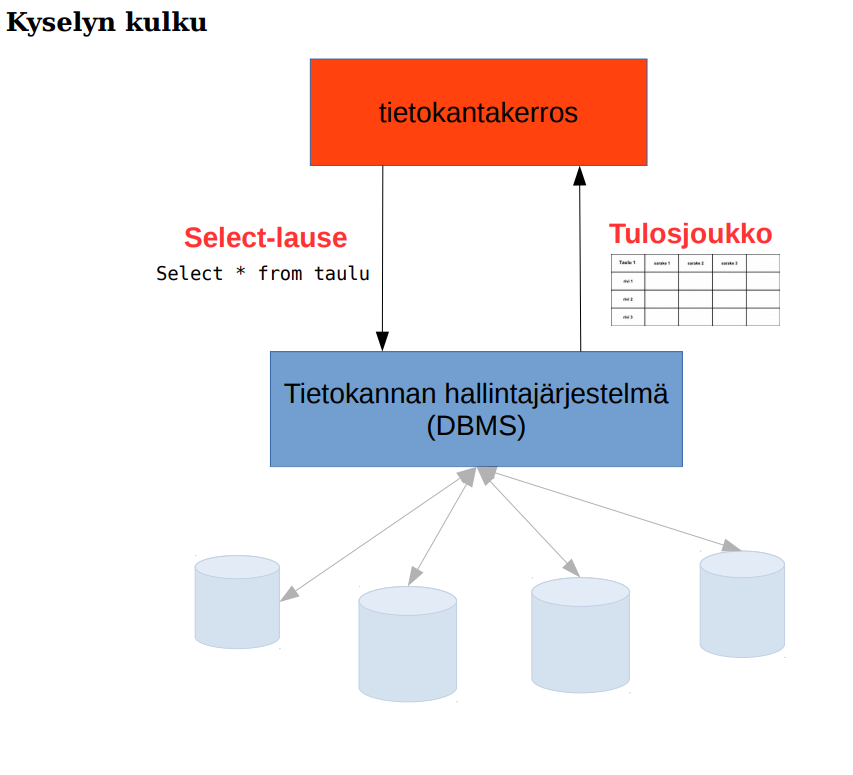 Kyselyn kulku
tietokantakerros
Select-lause
Select * from taulu
Tulosjoukko
Taulu 1 sarake 1 sarake 2 sarake 3
rivi 1
rivi 2
rivi 3
Tietokannan hallintajärjestelmä
(DBMS)